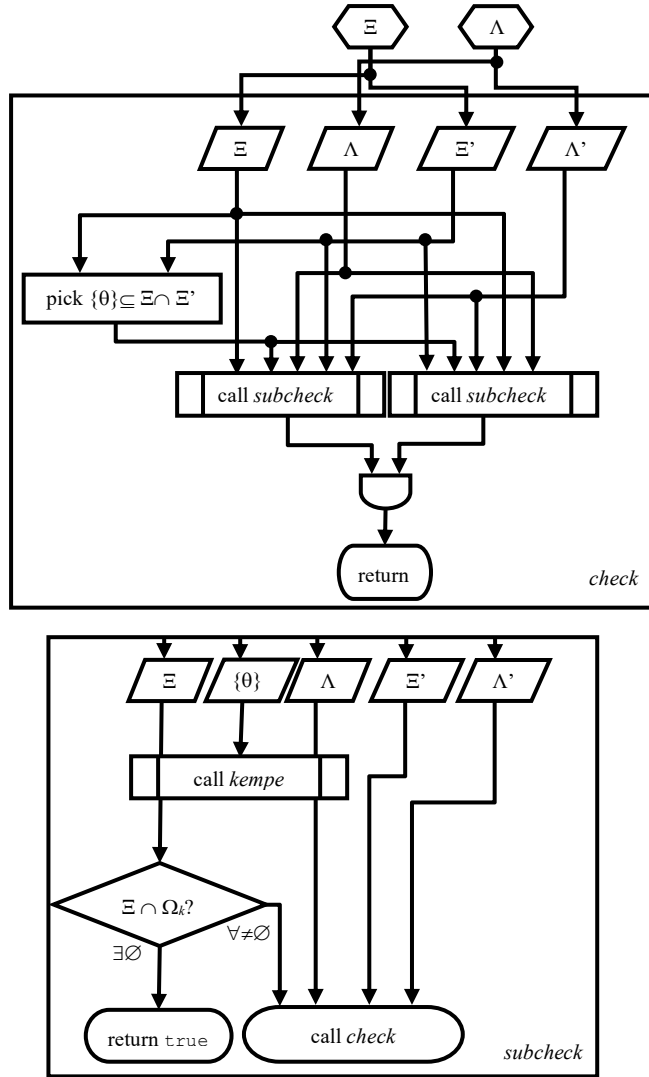 Ξ Λ
Ξ Λ Ξ’ Λ’
pick {θ}⊆ Ξ∩ Ξ’
call subcheck call subcheck
return
check
Ξ {θ} Λ Ξ’ Λ’
call kempe
Ξ ∩ Ωk?
∃∅ ∀≠∅
return true call check
subcheck